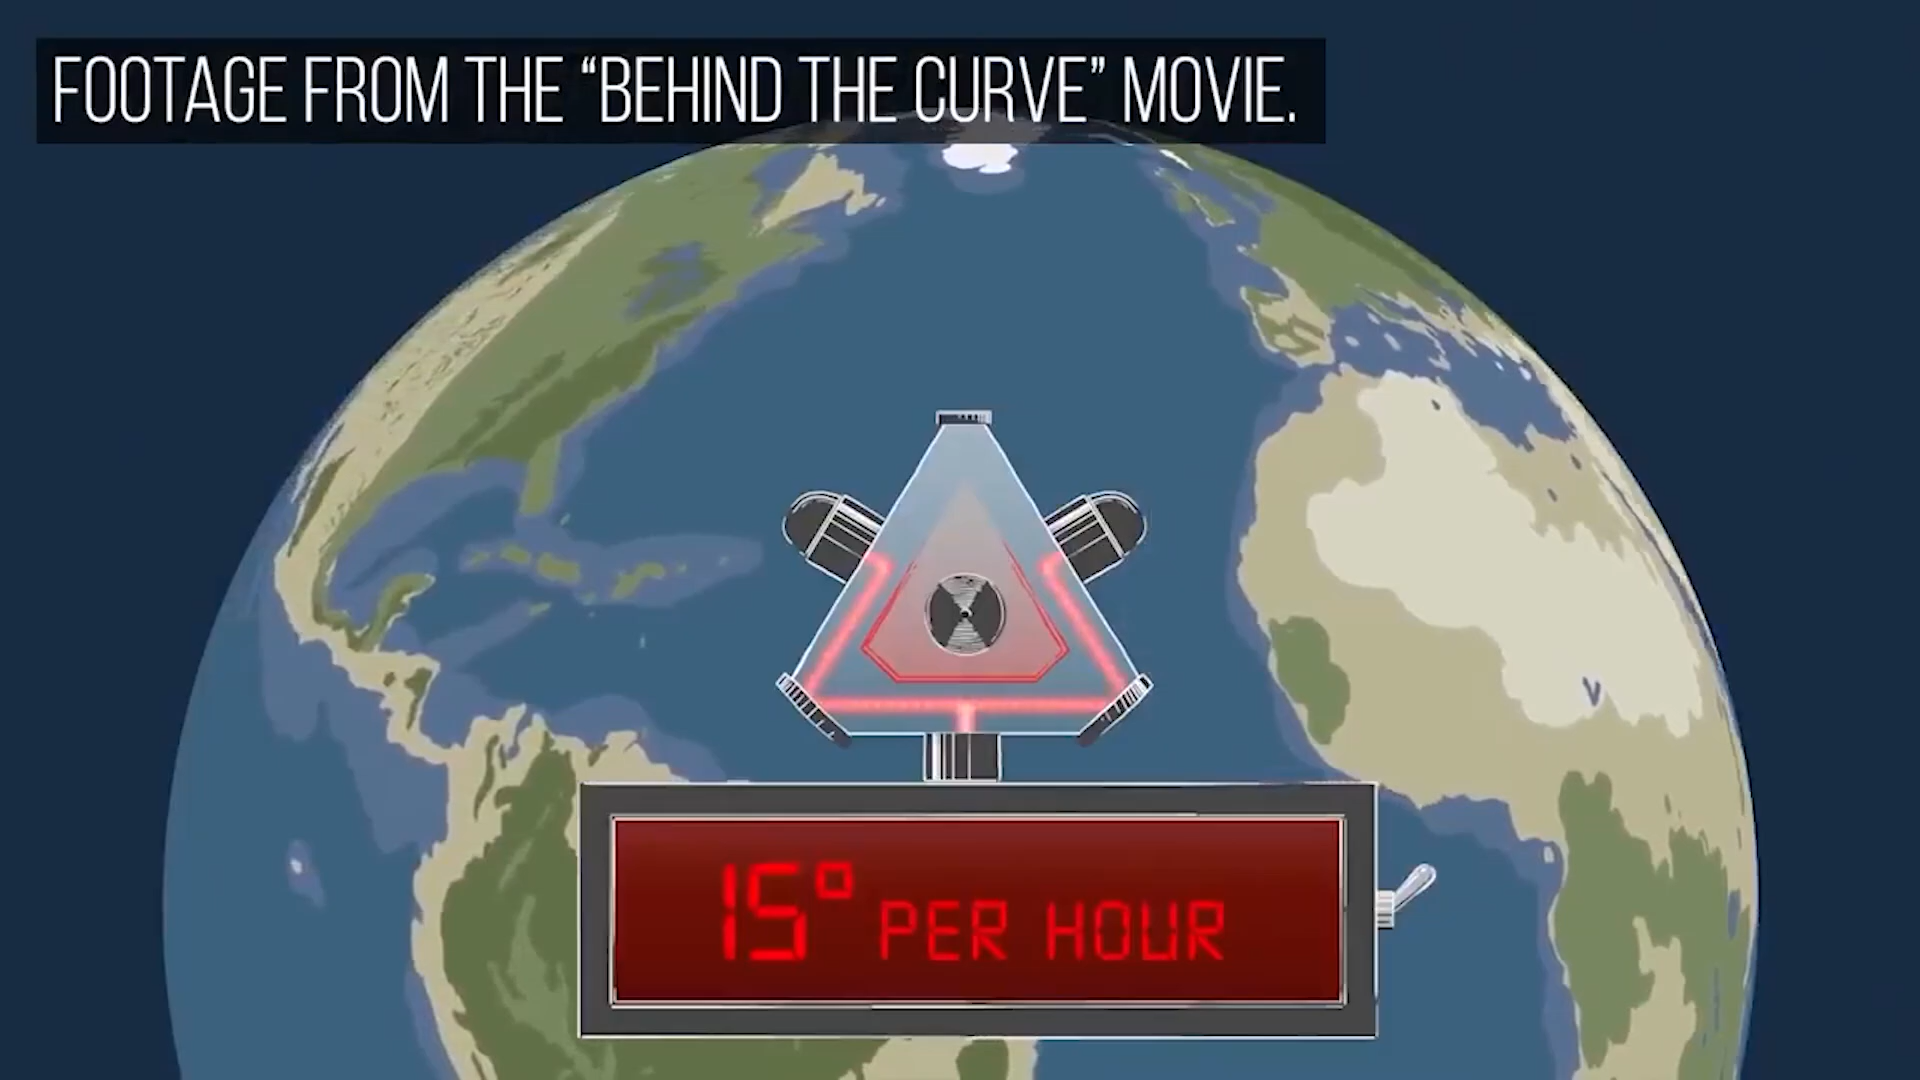 FOOTAGE FROM THE “BEHIND THE CURVE” MOVIE.
15° PER HOUR